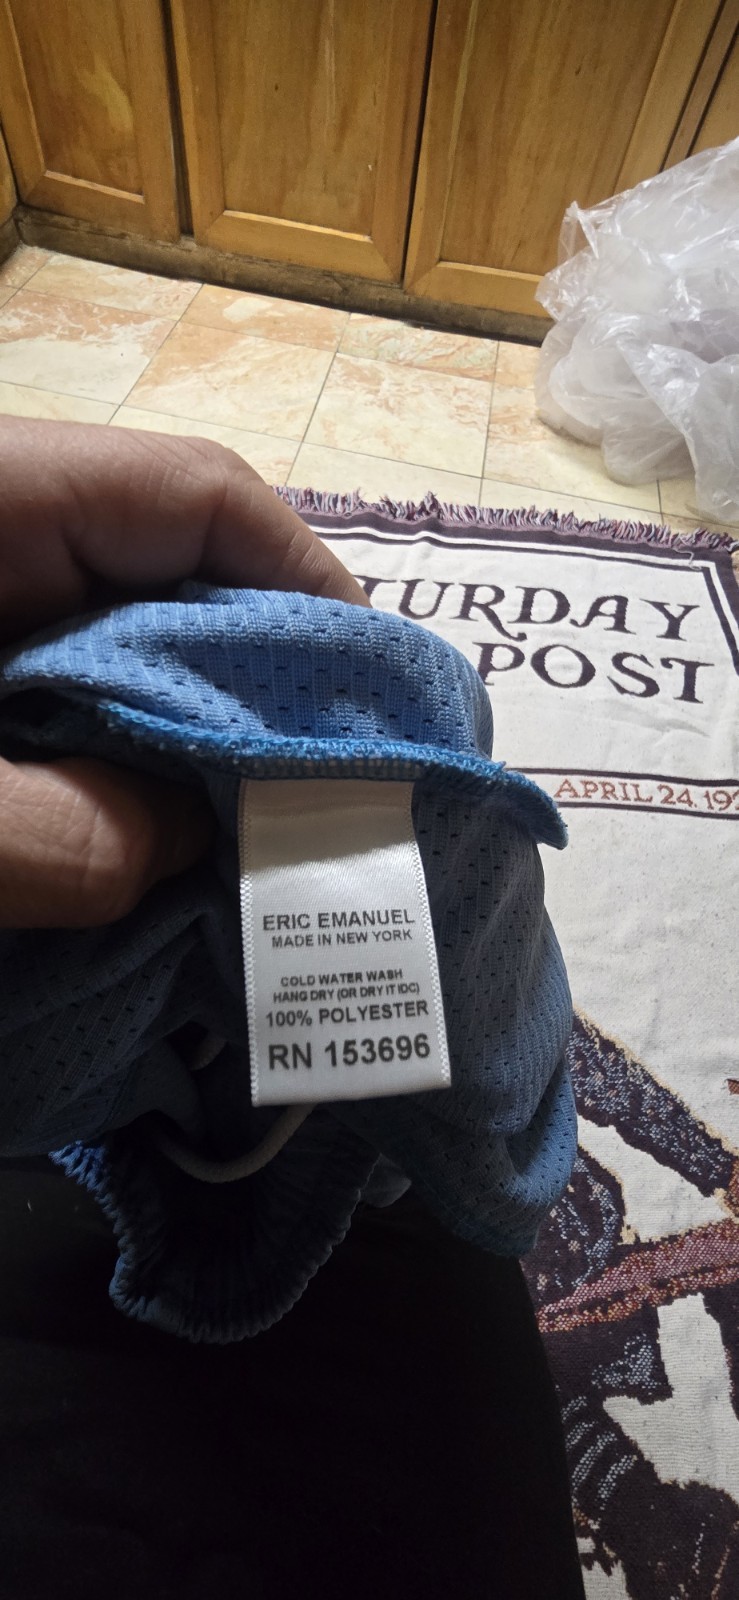 TURDAY
POST
APRIL 24, 192
ERIC EMANUEL
MADE IN NEW YORK
COLD WATER WASH
HANG DRY (OR DRY IT IDC)
100% POLYESTER
RN 153696